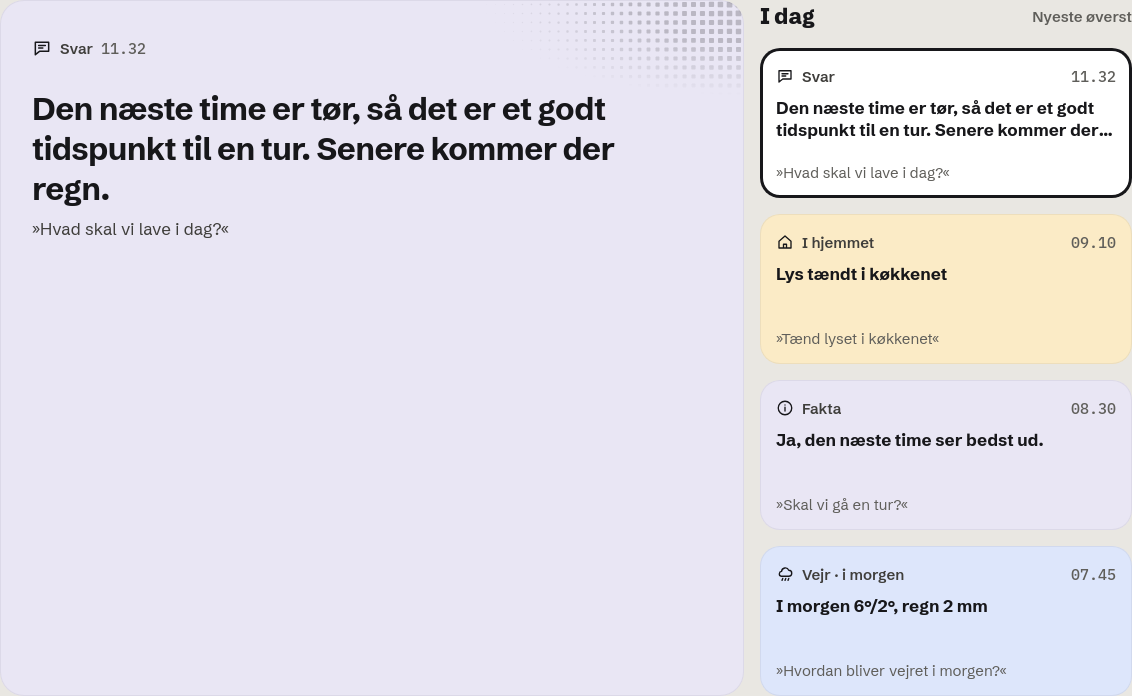 Svar 11.32
Den næste time er tør, så det er et godt
tidspunkt til en tur. Senere kommer der
regn.
»Hvad skal vi lave i dag?«
I dag
Nyeste øverst
Svar 11.32
Den næste time er tør, så det er et godt
tidspunkt til en tur. Senere kommer der…
»Hvad skal vi lave i dag?«
I hjemmet 09.10
Lys tændt i køkkenet
»Tænd lyset i køkkenet«
Fakta 08.30
Ja, den næste time ser bedst ud.
»Skal vi gå en tur?«
Vejr · i morgen 07.45
I morgen 6°/2°, regn 2 mm
»Hvordan bliver vejret i morgen?«